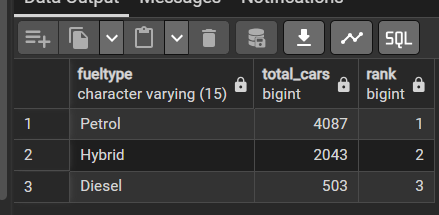 Data Output Messages Notifications
SQL
fueltype total_cars rank
character varying (15) bigint bigint
1 Petrol 4087 1
2 Hybrid 2043 2
3 Diesel 503 3